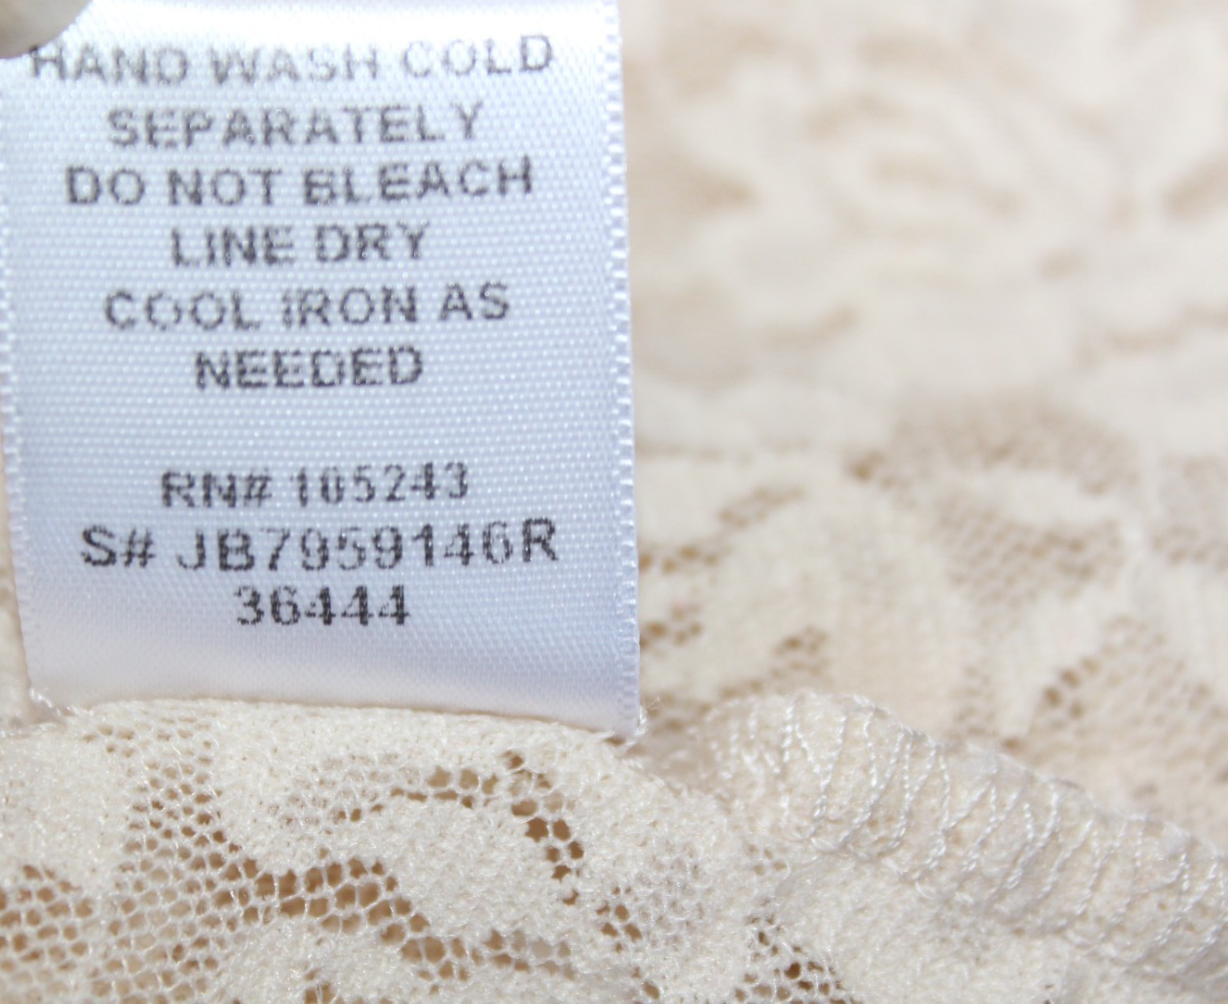 HAND WASH COLD
SEPARATELY
DO NOT BLEACH
LINE DRY
COOL IRON AS
NEEDED
RN# 105243
S# JB7959146R
36444